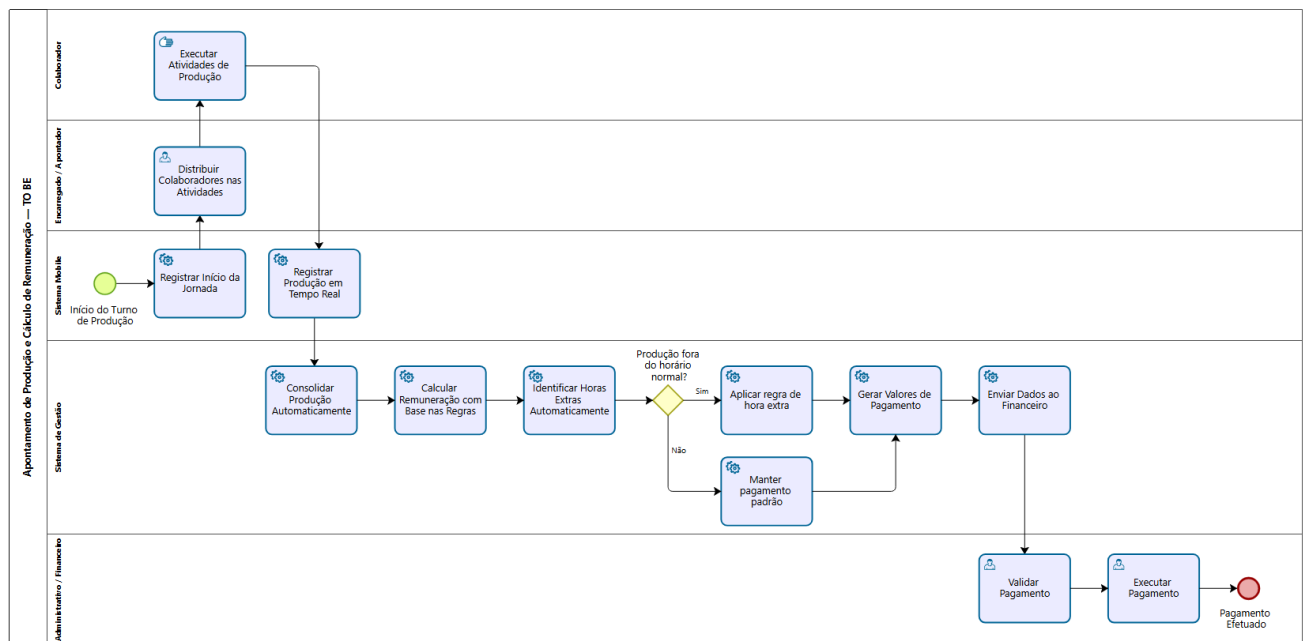 Apontamento de Produção e Cálculo de Remuneração — TO BE
Colaborador
Executar
Atividades de
Produção
Encarregado / Apontador
Distribuir
Colaboradores nas
Atividades
Sistema Mobile
Início do Turno
de Produção
Registrar Início da
Jornada
Registrar
Produção em
Tempo Real
Sistema de Gestão
Consolidar
Produção
Automaticamente
Calcular
Remuneração com
Base nas Regras
Identificar Horas
Extras
Automaticamente
Produção fora
do horário
normal?
Sim
Não
Aplicar regra de
hora extra
Manter
pagamento
padrão
Gerar Valores de
Pagamento
Enviar Dados ao
Financeiro
Administrativo / Financeiro
Validar
Pagamento
Executar
Pagamento
Pagamento
Efetuado